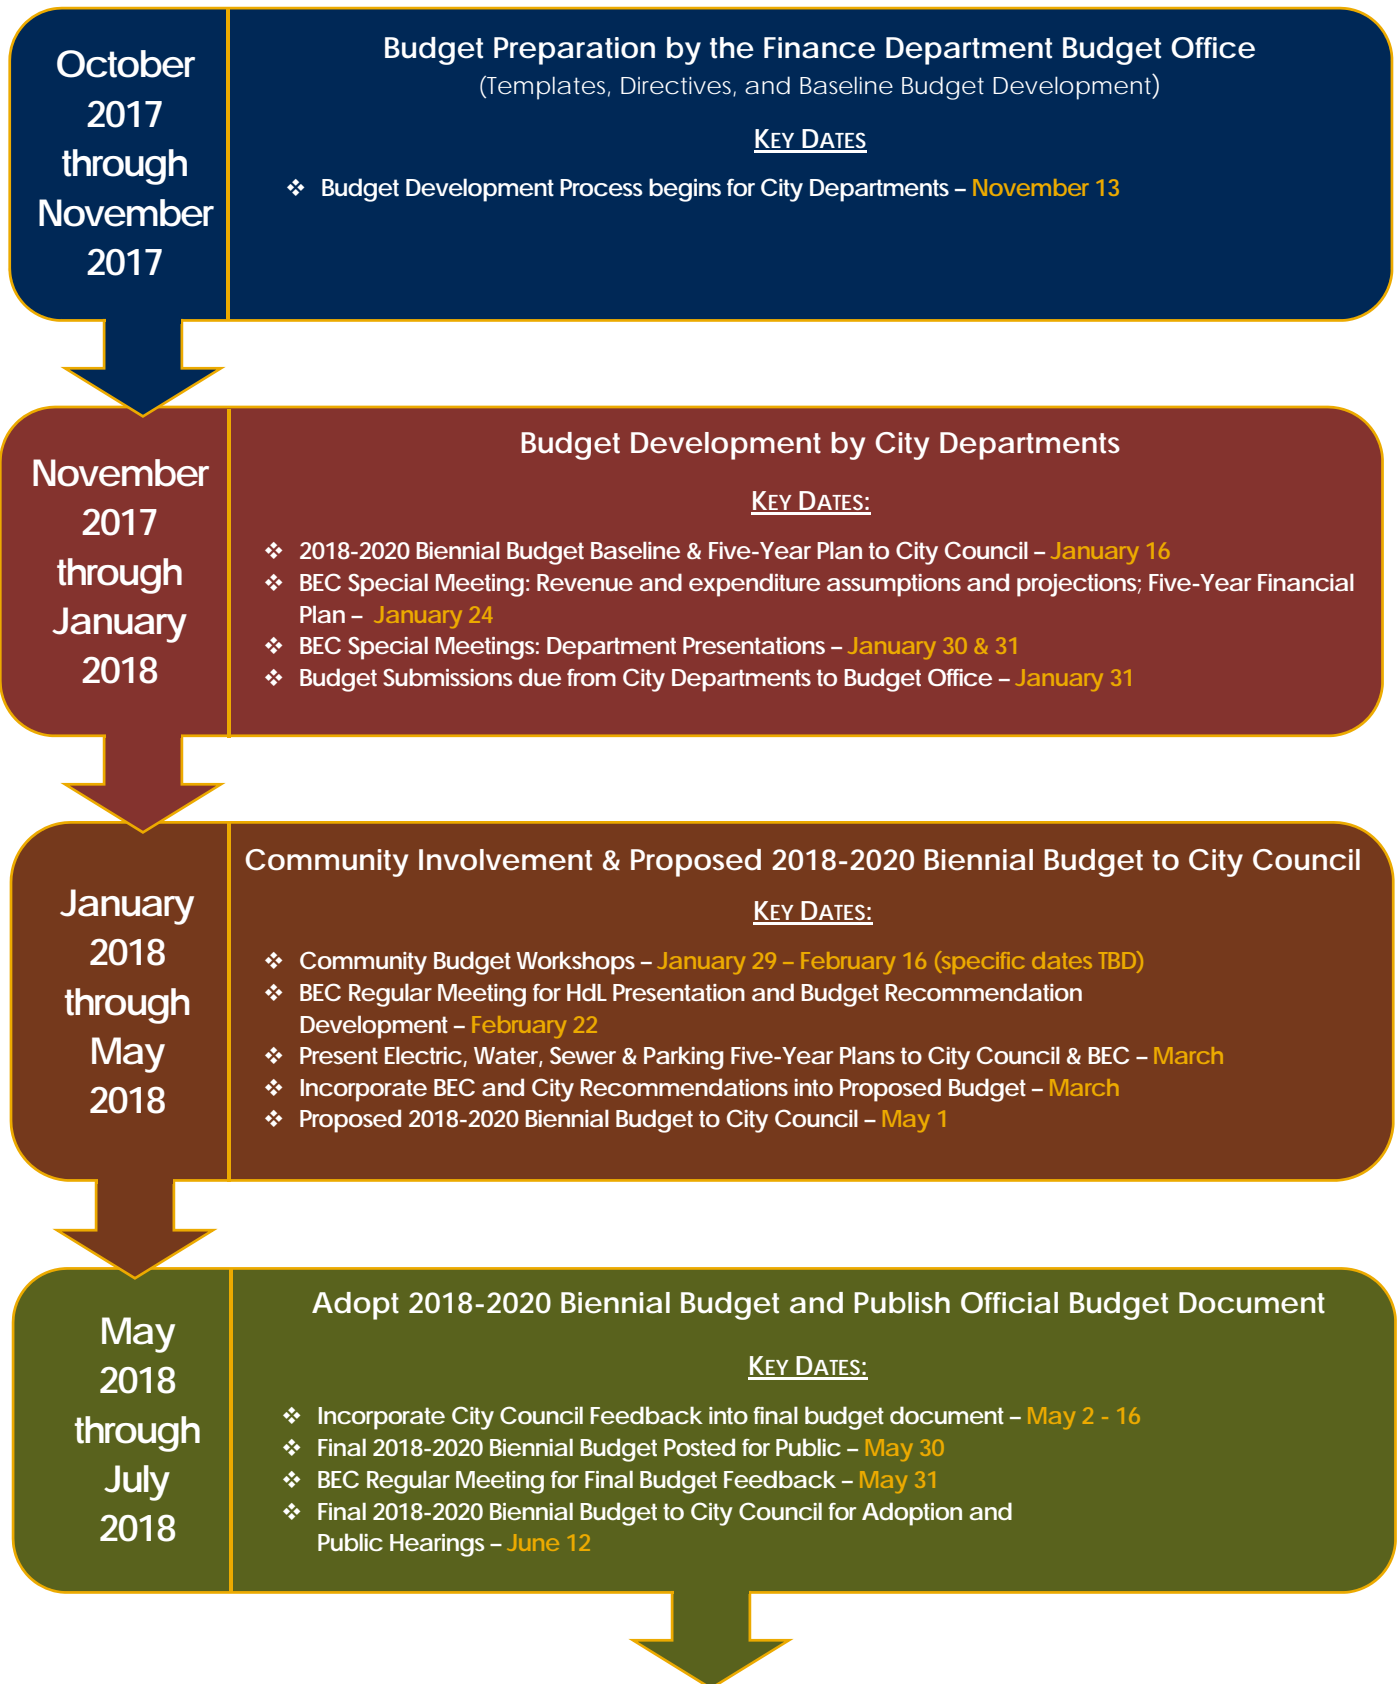 October
2017
through
November
2017
Budget Preparation by the Finance Department Budget Office
(Templates, Directives, and Baseline Budget Development)
KEY DATES
❖ Budget Development Process begins for City Departments – November 13
November
2017
through
January
2018
Budget Development by City Departments
KEY DATES:
❖ 2018-2020 Biennial Budget Baseline & Five-Year Plan to City Council – January 16
❖ BEC Special Meeting: Revenue and expenditure assumptions and projections; Five-Year Financial
Plan – January 24
❖ BEC Special Meetings: Department Presentations – January 30 & 31
❖ Budget Submissions due from City Departments to Budget Office – January 31
January
2018
through
May
2018
Community Involvement & Proposed 2018-2020 Biennial Budget to City Council
KEY DATES:
❖ Community Budget Workshops – January 29 – February 16 (specific dates TBD)
❖ BEC Regular Meeting for HdL Presentation and Budget Recommendation
Development – February 22
❖ Present Electric, Water, Sewer & Parking Five-Year Plans to City Council & BEC – March
❖ Incorporate BEC and City Recommendations into Proposed Budget – March
❖ Proposed 2018-2020 Biennial Budget to City Council – May 1
May
2018
through
July
2018
Adopt 2018-2020 Biennial Budget and Publish Official Budget Document
KEY DATES:
❖ Incorporate City Council Feedback into final budget document – May 2 - 16
❖ Final 2018-2020 Biennial Budget Posted for Public – May 30
❖ BEC Regular Meeting for Final Budget Feedback – May 31
❖ Final 2018-2020 Biennial Budget to City Council for Adoption and
Public Hearings – June 12